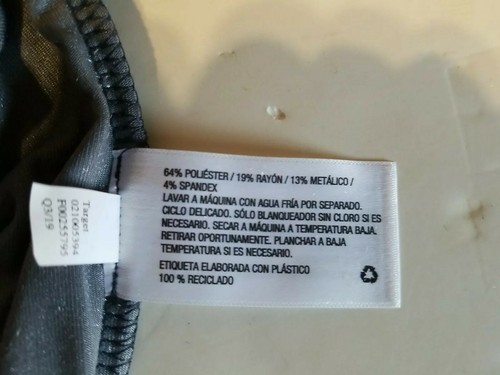 64% POLIÉSTER / 19% RAYÓN / 13% METÁLICO /
4% SPANDEX
LAVAR A MÁQUINA CON AGUA FRÍA POR SEPARADO.
CICLO DELICADO. SÓLO BLANQUEADOR SIN CLORO SI ES
NECESARIO. SECAR A MÁQUINA A TEMPERATURA BAJA.
RETIRAR OPORTUNAMENTE. PLANCHAR A BAJA
TEMPERATURA SI ES NECESARIO.
ETIQUETA ELABORADA CON PLÁSTICO
100 % RECICLADO
Target
021605394
F00255795
Q3/19